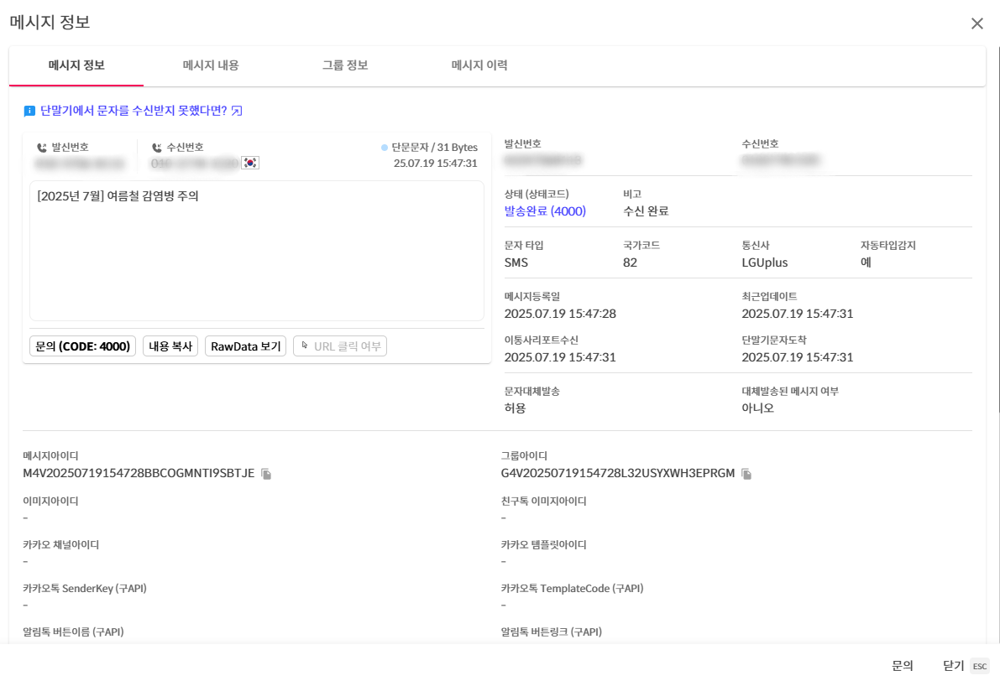 메시지 정보
메시지 정보 메시지 내용 그룹 정보 메시지 이력
단말기에서 문자를 수신받지 못했다면?
발신번호 수신번호 단문문자 / 31 Bytes
25.07.19 15:47:31
[2025년 7월] 여름철 감염병 주의
문의 (CODE: 4000) 내용 복사 RawData 보기 URL 클릭 여부
발신번호 수신번호
상태 (상태코드) 비고
발송완료 (4000) 수신 완료
문자 타입 국가코드 통신사 자동타입감지
SMS 82 LGUplus 예
메시지등록일 최근업데이트
2025.07.19 15:47:28 2025.07.19 15:47:31
이통사리포트수신 단말기문자도착
2025.07.19 15:47:31 2025.07.19 15:47:31
문자대체발송 대체발송된 메시지 여부
허용 아니오
메시지아이디 그룹아이디
M4V20250719154728BBCOGMNTI9SBTJE G4V20250719154728L32USYXWH3EPRGM
이미지아이디 친구톡 이미지아이디
- -
카카오 채널아이디 카카오 템플릿아이디
- -
카카오톡 SenderKey (구API) 카카오톡 TemplateCode (구API)
- -
알림톡 버튼이름 (구API) 알림톡 버튼링크 (구API)
문의 닫기 ESC